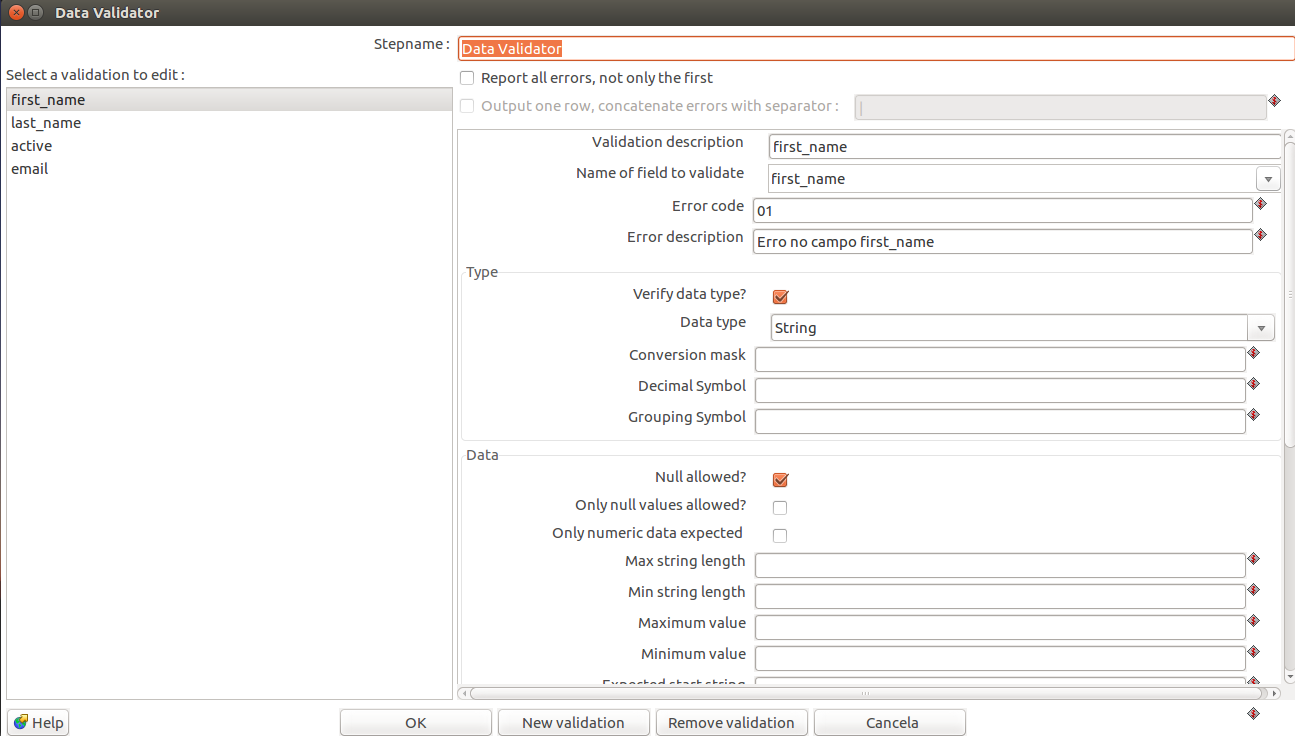 Data Validator
Stepname : Data Validator
Select a validation to edit :
first_name
last_name
active
email
Report all errors, not only the first
Output one row, concatenate errors with separator : |
Validation description first_name
Name of field to validate first_name
Error code 01
Error description Erro no campo first_name
Type
Verify data type?
Data type String
Conversion mask
Decimal Symbol
Grouping Symbol
Data
Null allowed?
Only null values allowed?
Only numeric data expected
Max string length
Min string length
Maximum value
Minimum value
Expected start string
Help OK New validation Remove validation Cancela